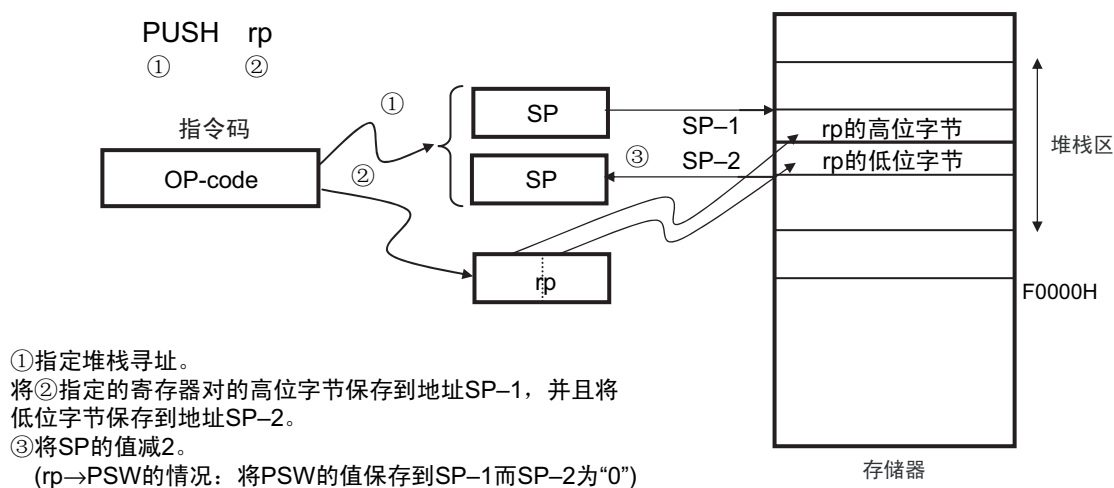 PUSH rp
① ②
指令码
OP-code
①
②
SP
SP
③
SP–1
SP–2
rp
rp的高位字节
rp的低位字节
堆栈区
F0000H
存储器
①指定堆栈寻址。
将②指定的寄存器对的高位字节保存到地址SP–1，并且将
低位字节保存到地址SP–2。
③将SP的值减2。
(rp→PSW的情况：将PSW的值保存到SP–1而SP–2为“0”)